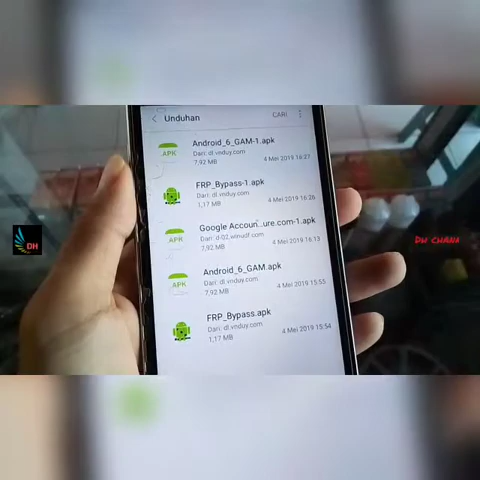 Unduhan
CARI
Android_6_GAM-1.apk
Dari: dl.vnduy.com
7,92 MB
4 Mei 2019 16:27
APK
FRP_Bypass-1.apk
Dari: dl.vnduy.com
1,17 MB
4 Mei 2019 16:26
Google Accoun...ure.com-1.apk
Dari: d-02.winudf.com
7,92 MB
4 Mei 2019 16:13
APK
Android_6_GAM.apk
Dari: dl.vnduy.com
7,92 MB
4 Mei 2019 15:55
APK
FRP_Bypass.apk
Dari: dl.vnduy.com
1,17 MB
4 Mei 2019 15:54
DH